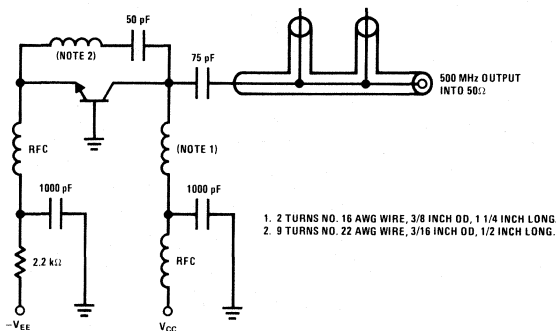 50 pF
(NOTE 2)
75 pF
500 MHz OUTPUT
INTO 50Ω
RFC
(NOTE 1)
1000 pF
1000 pF
1. 2 TURNS NO. 16 AWG WIRE, 3/8 INCH OD, 1 1/4 INCH LONG.
2. 9 TURNS NO. 22 AWG WIRE, 3/16 INCH OD, 1/2 INCH LONG.
2.2 kΩ
RFC
−VEE
VCC